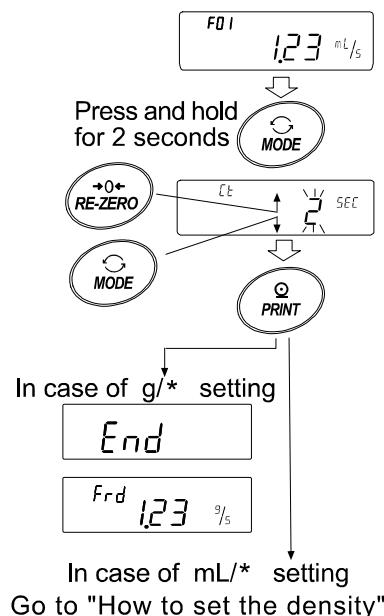 F01
1.23 mL/s
Press and hold
for 2 seconds
MODE
→0←
RE-ZERO
Ct 2 SEC
MODE
PRINT
In case of g/* setting
End
Frd
1.23 g/s
In case of mL/* setting
Go to "How to set the density"